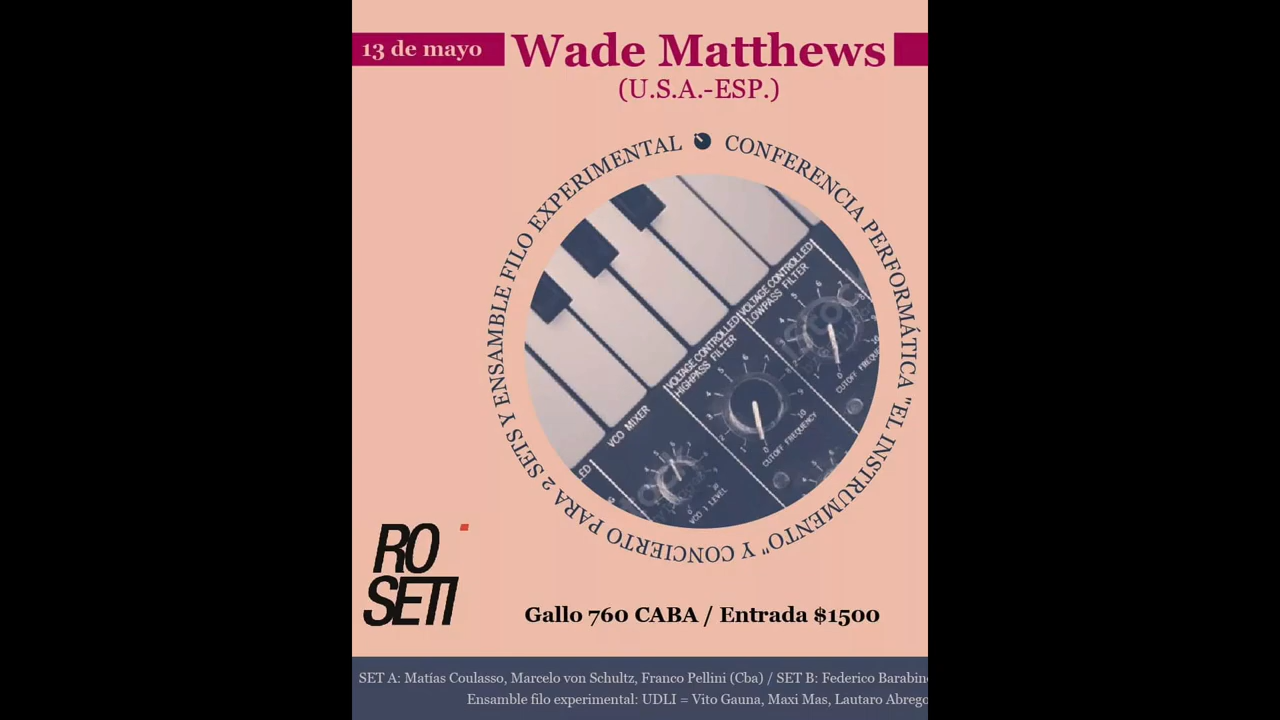 13 de mayo
Wade Matthews
(U.S.A.-ESP.)
CONFERENCIA PERFORMÁTICA "EL INSTRUMENTO" Y CONCIERTO PARA 2 SETS Y ENSAMBLE FILO EXPERIMENTAL
VOLTAGE CONTROLLED
LOWPASS FILTER
VOLTAGE CONTROLLED
HIGHPASS FILTER
VCO MIXER
CUTOFF FREQUENCY
VCO 1 LEVEL
RO
SETI
Gallo 760 CABA / Entrada $1500
SET A: Matías Coulasso, Marcelo von Schultz, Franco Pellini (Cba) / SET B: Federico Barabin
Ensamble filo experimental: UDLI = Vito Gauna, Maxi Mas, Lautaro Abrego